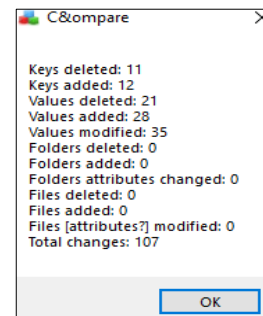 C&ompare
Keys deleted: 11
Keys added: 12
Values deleted: 21
Values added: 28
Values modified: 35
Folders deleted: 0
Folders added: 0
Folders attributes changed: 0
Files deleted: 0
Files added: 0
Files [attributes?] modified: 0
Total changes: 107
OK